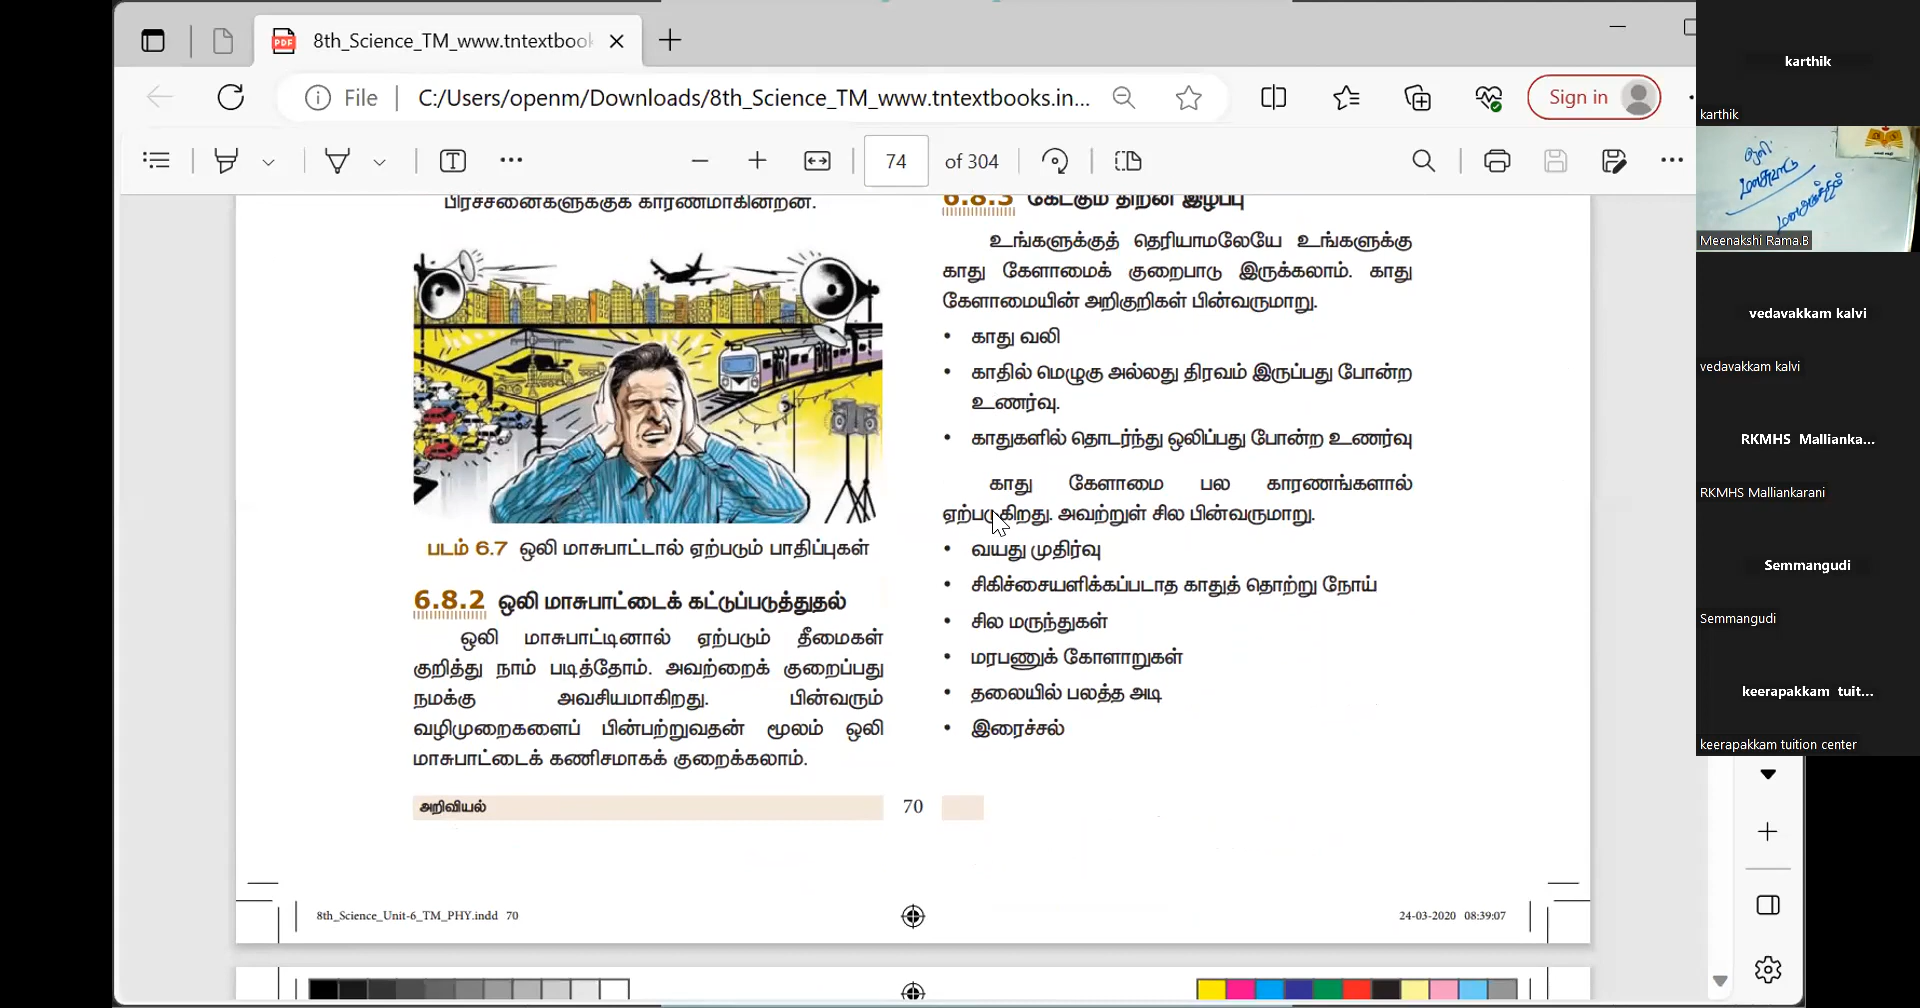 8th_Science_TM_www.tntextbook
File
C:/Users/openm/Downloads/8th_Science_TM_www.tntextbooks.in...
Sign in
74 of 304
பிரச்சனைகளுக்குக் காரணமாகின்றன.
படம் 6.7 ஒலி மாசுபாட்டால் ஏற்படும் பாதிப்புகள்
6.8.2 ஒலி மாசுபாட்டைக் கட்டுப்படுத்துதல்
ஒலி மாசுபாட்டினால் ஏற்படும் தீமைகள்
குறித்து நாம் படித்தோம். அவற்றைக் குறைப்பது
நமக்கு அவசியமாகிறது. பின்வரும்
வழிமுறைகளைப் பின்பற்றுவதன் மூலம் ஒலி
மாசுபாட்டைக் கணிசமாகக் குறைக்கலாம்.
6.8.3 கேட்கும் திறன் இழப்பு
உங்களுக்குத் தெரியாமலேயே உங்களுக்கு
காது கேளாமைக் குறைபாடு இருக்கலாம். காது
கேளாமையின் அறிகுறிகள் பின்வருமாறு.
• காது வலி
• காதில் மெழுகு அல்லது திரவம் இருப்பது போன்ற
உணர்வு.
• காதுகளில் தொடர்ந்து ஒலிப்பது போன்ற உணர்வு
காது கேளாமை பல காரணங்களால்
ஏற்படுகிறது. அவற்றுள் சில பின்வருமாறு.
• வயது முதிர்வு
• சிகிச்சையளிக்கப்படாத காதுத் தொற்று நோய்
• சில மருந்துகள்
• மரபணுக் கோளாறுகள்
• தலையில் பலத்த அடி
• இரைச்சல்
அறிவியல்
70
8th_Science_Unit-6_TM_PHY.indd 70
24-03-2020 08:39:07
karthik
karthik
ஒலி
Meenakshi Rama.B
vedavakkam kalvi
vedavakkam kalvi
RKMHS Mallianka...
RKMHS Malliankarani
Semmangudi
Semmangudi
keerapakkam tuit...
keerapakkam tuition center